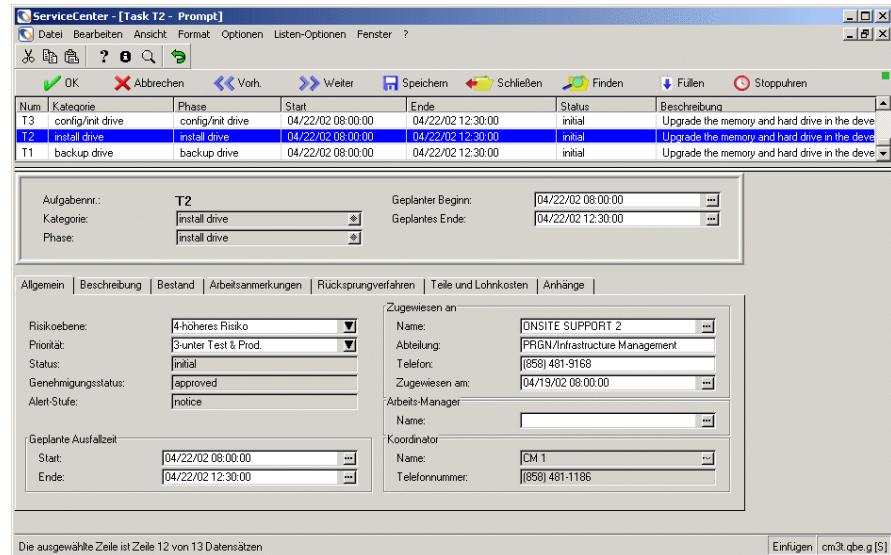 ServiceCenter - [Task T2 - Prompt]
Datei Bearbeiten Ansicht Format Optionen Listen-Optionen Fenster ?
OK Abbrechen Vorh. Weiter Speichern Schließen Finden Füllen Stoppuhren
Num Kategorie Phase Start Ende Status Beschreibung
T3 config/init drive config/init drive 04/22/02 08:00:00 04/22/02 12:30:00 initial Upgrade the memory and hard drive in the deve
T2 install drive install drive 04/22/02 08:00:00 04/22/02 12:30:00 initial Upgrade the memory and hard drive in the deve
T1 backup drive backup drive 04/22/02 08:00:00 04/22/02 12:30:00 initial Upgrade the memory and hard drive in the deve
Aufgabennr.: T2 Geplanter Beginn: 04/22/02 08:00:00
Kategorie: install drive Geplantes Ende: 04/22/02 12:30:00
Phase: install drive
Allgemein Beschreibung Bestand Arbeitsanmerkungen Rücksprungverfahren Teile und Lohnkosten Anhänge
Zugewiesen an
Risikoebene: 4-höheres Risiko Name: ONSITE SUPPORT 2
Priorität: 3-unter Test & Prod. Abteilung: PRGN/Infrastructure Management
Status: initial Telefon: (858) 481-9168
Genehmigungsstatus: approved Zugewiesen am: 04/19/02 08:00:00
Alert-Stufe: notice Arbeits-Manager
Name:
Geplante Ausfallzeit Koordinator
Start: 04/22/02 08:00:00 Name: CM 1
Ende: 04/22/02 12:30:00 Telefonnummer: (858) 481-1186
Die ausgewählte Zeile ist Zeile 12 von 13 Datensätzen Einfügen cm3t.qbe.g [S]